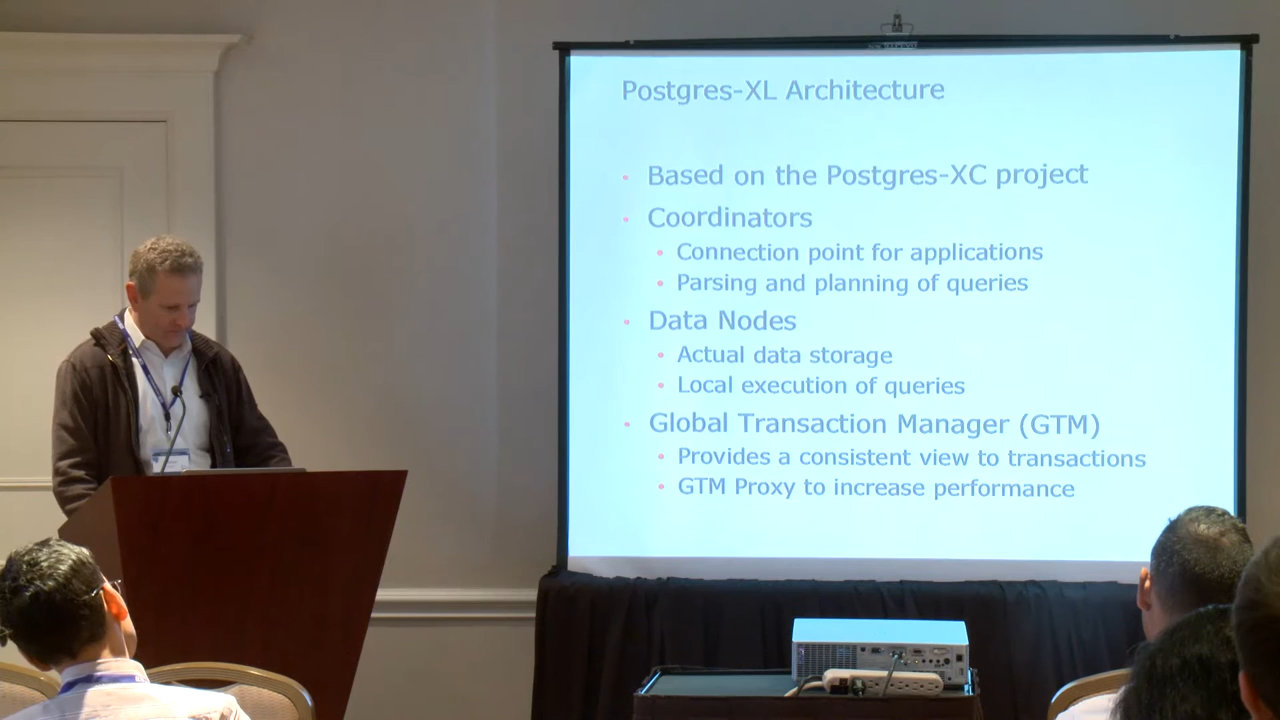 Postgres-XL Architecture
Based on the Postgres-XC project
Coordinators
Connection point for applications
Parsing and planning of queries
Data Nodes
Actual data storage
Local execution of queries
Global Transaction Manager (GTM)
Provides a consistent view to transactions
GTM Proxy to increase performance